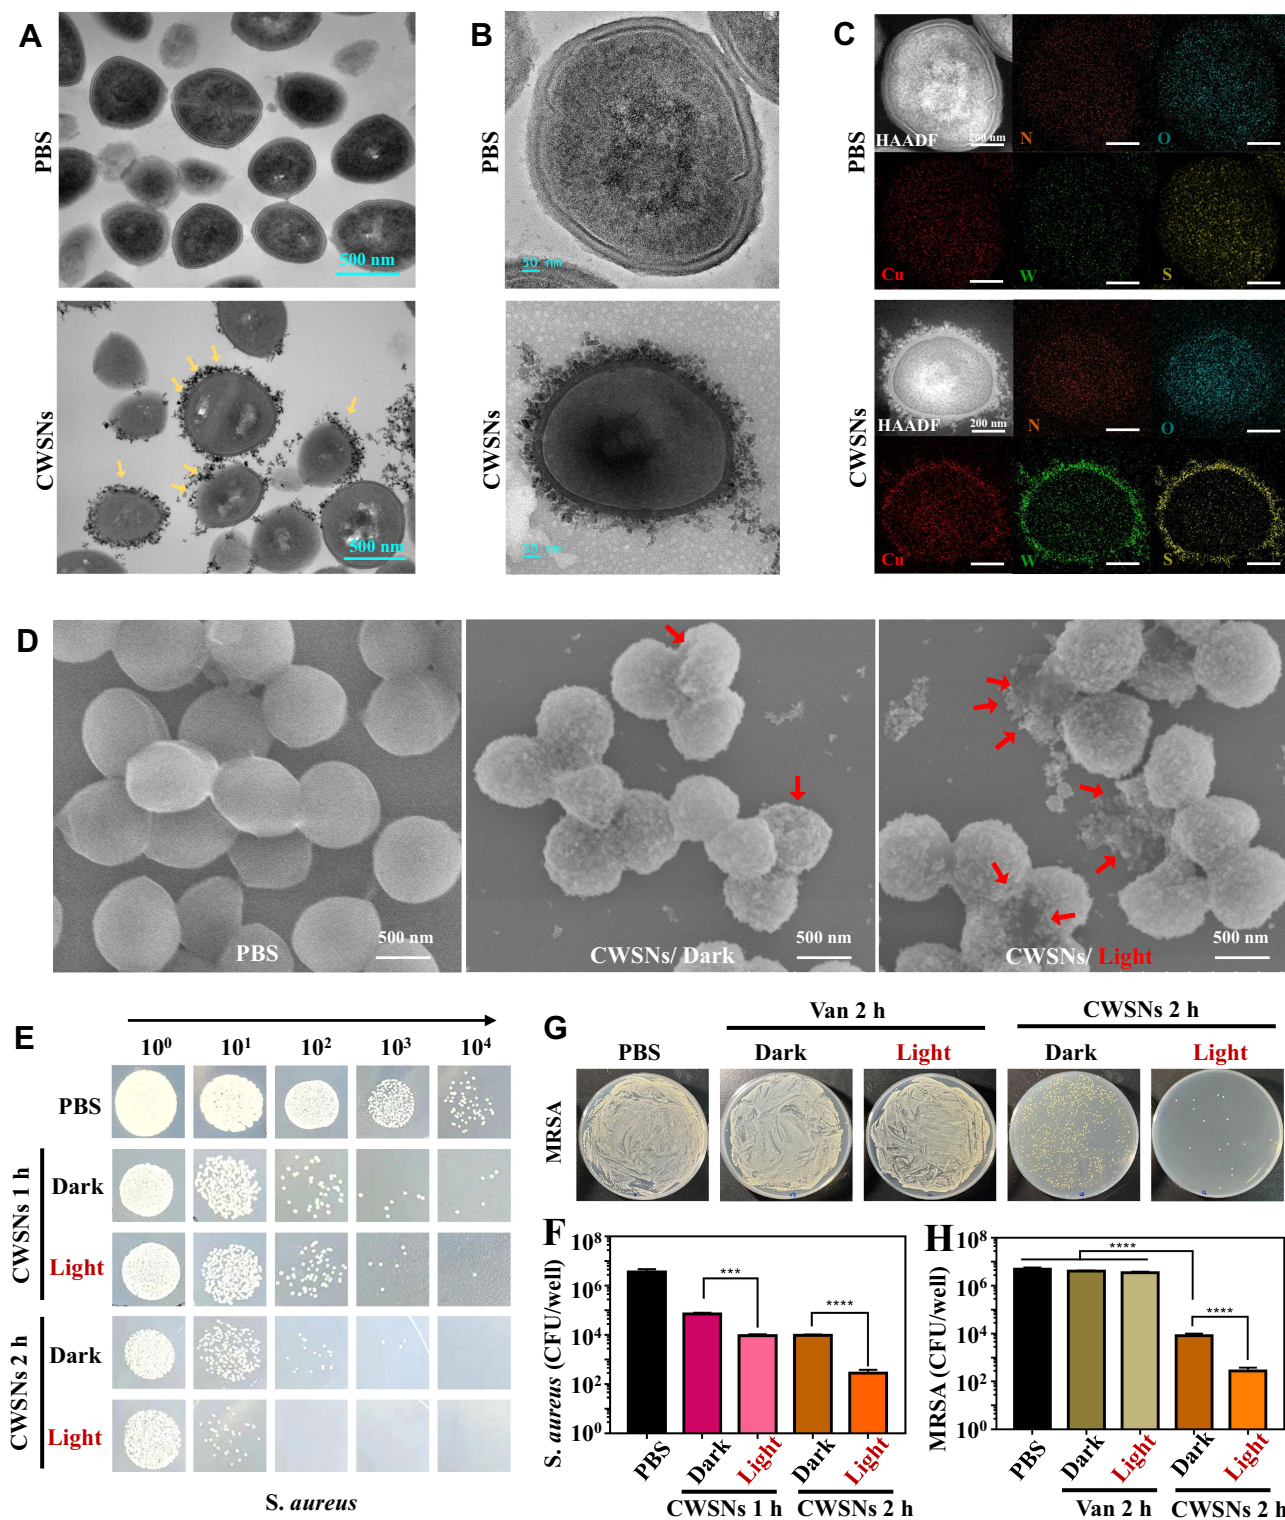 A
B
C
PBS
500 nm
PBS
50 nm
PBS
HAADF
200 nm
N
O
Cu
W
S
CWSNs
500 nm
CWSNs
50 nm
CWSNs
HAADF
200 nm
N
O
Cu
W
S
D
PBS
500 nm
CWSNs/ Dark
500 nm
CWSNs/ Light
500 nm
E
10⁰ 10¹ 10² 10³ 10⁴
PBS
CWSNs 1 h
Dark
Light
CWSNs 2 h
Dark
Light
S. aureus
G
Van 2 h
CWSNs 2 h
PBS Dark Light Dark Light
MRSA
F
S. aureus (CFU/well)
10⁸
10⁶
10⁴
10²
10⁰
***
****
PBS Dark Light Dark Light
CWSNs 1 h CWSNs 2 h
H
MRSA (CFU/well)
10⁸
10⁶
10⁴
10²
10⁰
****
****
PBS Dark Light Dark Light
Van 2 h CWSNs 2 h